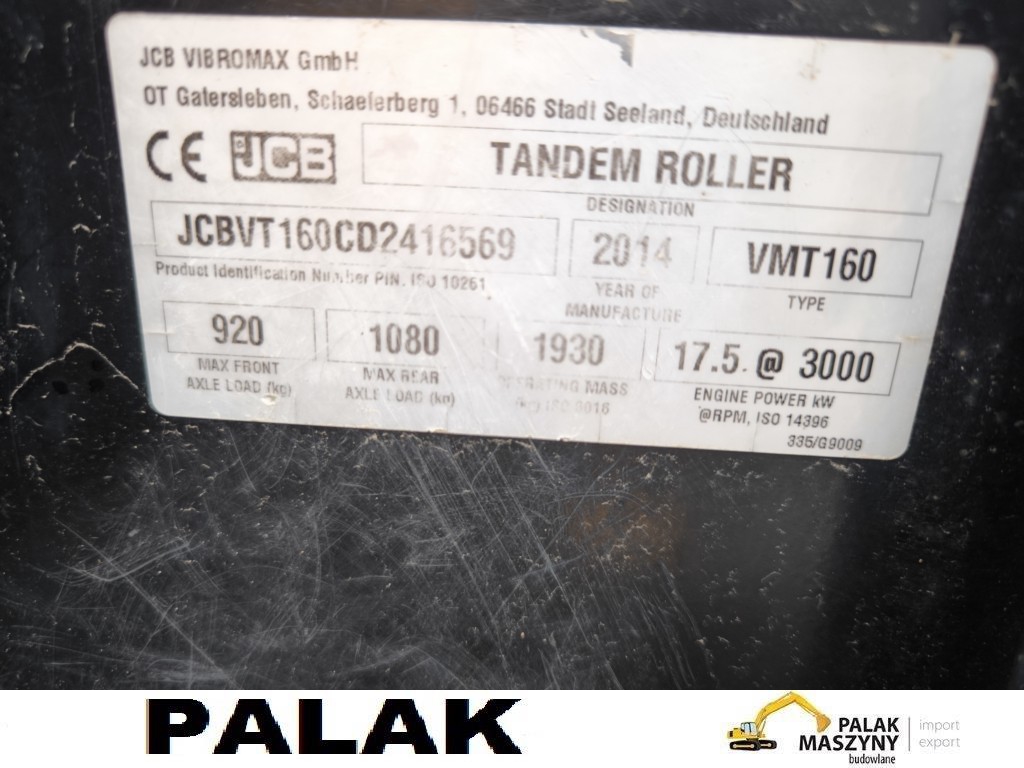 JCB VIBROMAX GmbH
OT Gatersleben, Schaeferberg 1, 06466 Stadt Seeland, Deutschland
CE JCB TANDEM ROLLER
DESIGNATION
JCBVT160CD2416569 2014 VMT160
Product Identification Number PIN. ISO 10261 YEAR OF TYPE
MANUFACTURE
920 1080 1930 17.5 @ 3000
MAX FRONT MAX REAR OPERATING MASS ENGINE POWER kW
AXLE LOAD (kg) AXLE LOAD (kg) (kg) ISO @RPM, ISO 14396
335/G9009
PALAK
PALAK
MASZYNY
budowlane
import
export